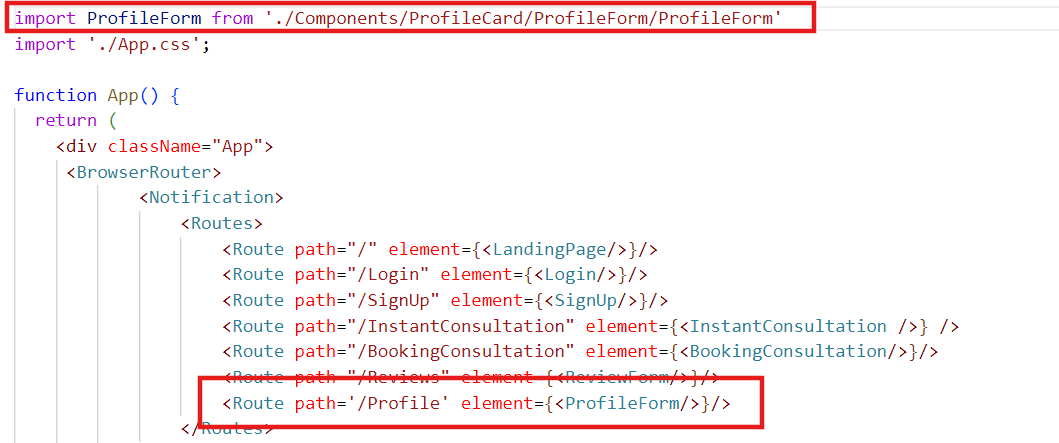 import ProfileForm from './Components/ProfileCard/ProfileForm/ProfileForm'
import './App.css';
function App() {
return (
<div className="App">
<BrowserRouter>
<Notification>
<Routes>
<Route path="/" element={<LandingPage/>}/>
<Route path="/Login" element={<Login/>}/>
<Route path="/SignUp" element={<SignUp/>}/>
<Route path="/InstantConsultation" element={<InstantConsultation />} />
<Route path="/BookingConsultation" element={<BookingConsultation/>}/>
<Route path="/Reviews" element={<ReviewForm/>}/>
<Route path='/Profile' element={<ProfileForm/>}/>
</Routes>